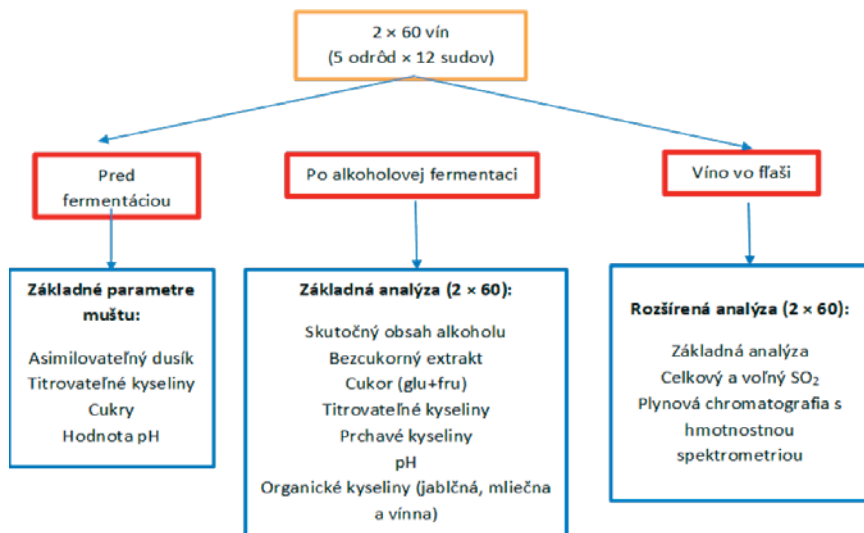 2 × 60 vín
(5 odrôd × 12 sudov)
Pred
fermentáciou
Po alkoholovej fermentaci
Víno vo fľaši
Základné parametre
muštu:
Asimilovateľný dusík
Titrovateľné kyseliny
Cukry
Hodnota pH
Základná analýza (2 × 60):
Skutočný obsah alkoholu
Bezcukorný extrakt
Cukor (glu+fru)
Titrovateľné kyseliny
Prchavé kyseliny
pH
Organické kyseliny (jablčná, mliečna
a vínna)
Rozšírená analýza (2 × 60):
Základná analýza
Celkový a voľný SO₂
Plynová chromatografia s
hmotnostnou
spektrometriou